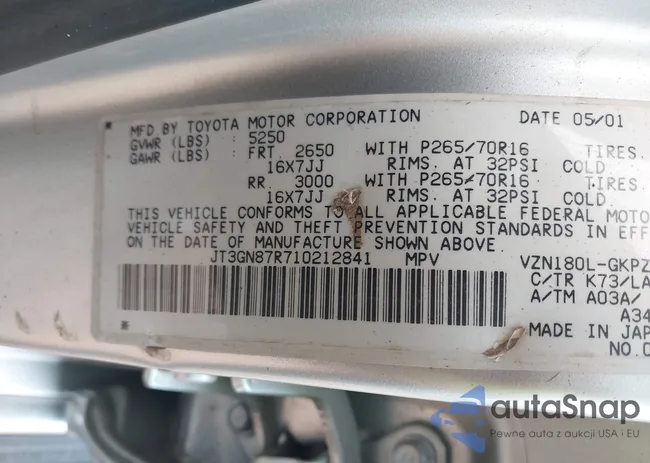 MFD.BY TOYOTA MOTOR CORPORATION DATE 05/01
GVWR (LBS) : 5250
GAWR (LBS) : FRT 2650 WITH P265/70R16 TIRES.
16X7JJ RIMS. AT 32PSI COLD.
RR 3000 WITH P265/70R16 TIRES
16X7JJ RIMS. AT 32PSI COLD
THIS VEHICLE CONFORMS TO ALL APPLICABLE FEDERAL MOTO
VEHICLE SAFETY AND THEFT PREVENTION STANDARDS IN EFF
ON THE DATE OF MANUFACTURE SHOWN ABOVE.
JT3GN87R710212841 MPV VZN180L-GKPZ
C/TR K73/LA
A/TM A03A/
A34
MADE IN JAP
NO.0
autaSnap
Pewne auta z aukcji USA i EU